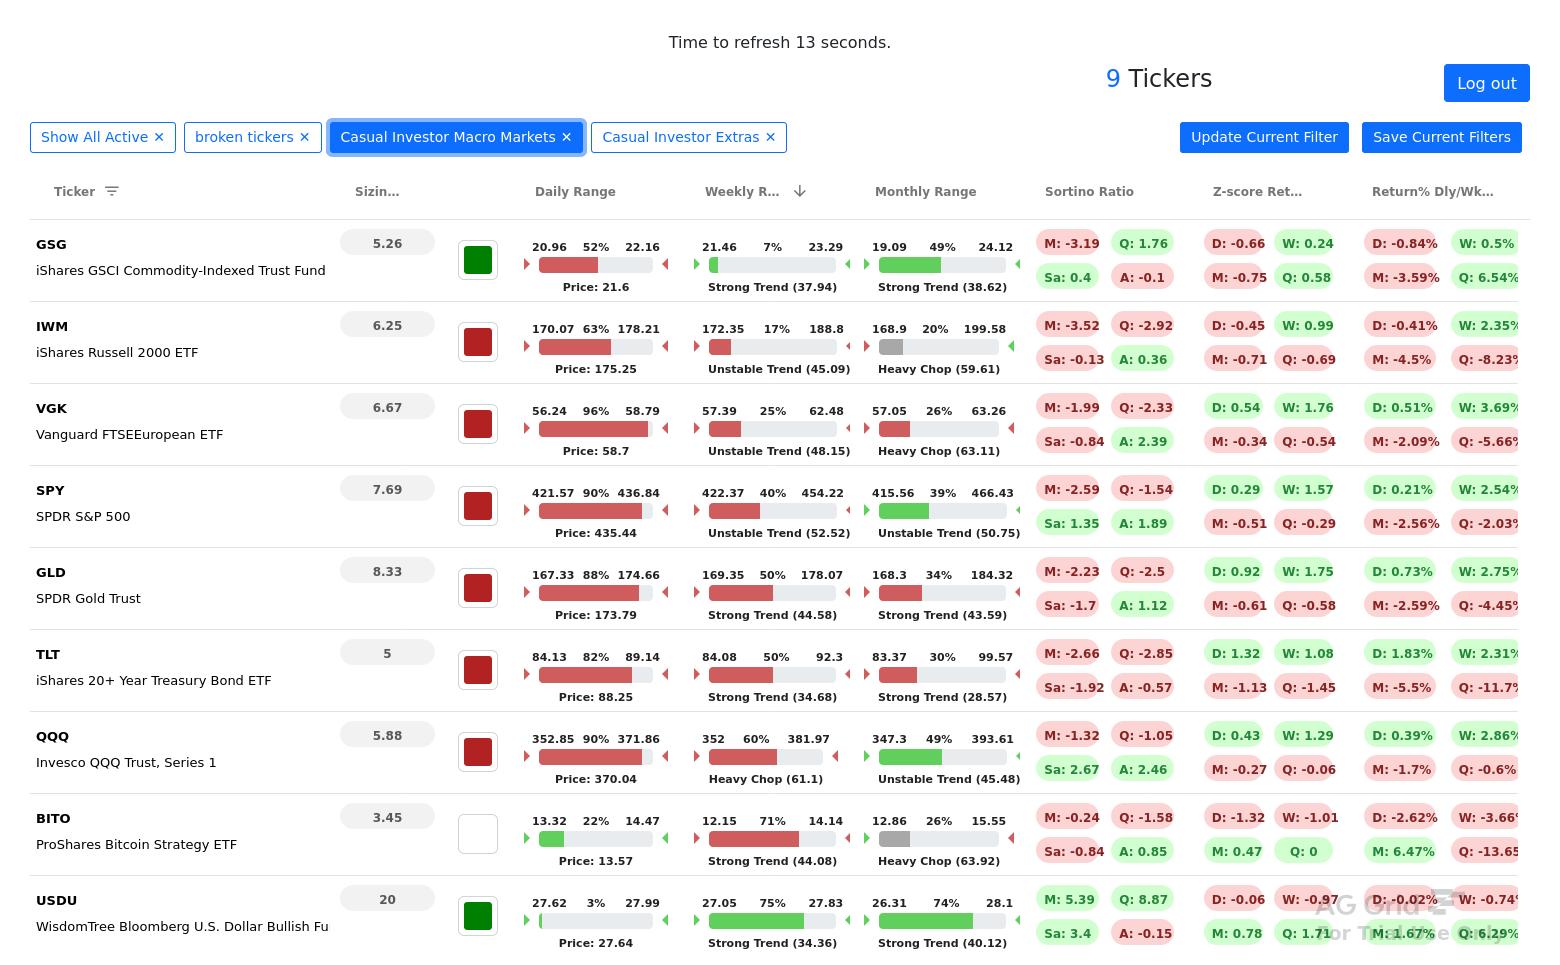 Time to refresh 13 seconds.
9 Tickers
Log out
Show All Active ✕ broken tickers ✕ Casual Investor Macro Markets ✕ Casual Investor Extras ✕ Update Current Filter Save Current Filters
Ticker Sizin... Daily Range Weekly R... Monthly Range Sortino Ratio Z-score Ret... Return% Dly/Wk...
GSG 5.26 20.96 52% 22.16 21.46 7% 23.29 19.09 49% 24.12 M: -3.19 Q: 1.76 D: -0.66 W: 0.24 D: -0.84% W: 0.5%
iShares GSCI Commodity-Indexed Trust Fund Price: 21.6 Strong Trend (37.94) Strong Trend (38.62) Sa: 0.4 A: -0.1 M: -0.75 Q: 0.58 M: -3.59% Q: 6.54%
IWM 6.25 170.07 63% 178.21 172.35 17% 188.8 168.9 20% 199.58 M: -3.52 Q: -2.92 D: -0.45 W: 0.99 D: -0.41% W: 2.35%
iShares Russell 2000 ETF Price: 175.25 Unstable Trend (45.09) Heavy Chop (59.61) Sa: -0.13 A: 0.36 M: -0.71 Q: -0.69 M: -4.5% Q: -8.23%
VGK 6.67 56.24 96% 58.79 57.39 25% 62.48 57.05 26% 63.26 M: -1.99 Q: -2.33 D: 0.54 W: 1.76 D: 0.51% W: 3.69%
Vanguard FTSEEuropean ETF Price: 58.7 Unstable Trend (48.15) Heavy Chop (63.11) Sa: -0.84 A: 2.39 M: -0.34 Q: -0.54 M: -2.09% Q: -5.66%
SPY 7.69 421.57 90% 436.84 422.37 40% 454.22 415.56 39% 466.43 M: -2.59 Q: -1.54 D: 0.29 W: 1.57 D: 0.21% W: 2.54%
SPDR S&P 500 Price: 435.44 Unstable Trend (52.52) Unstable Trend (50.75) Sa: 1.35 A: 1.89 M: -0.51 Q: -0.29 M: -2.56% Q: -2.03%
GLD 8.33 167.33 88% 174.66 169.35 50% 178.07 168.3 34% 184.32 M: -2.23 Q: -2.5 D: 0.92 W: 1.75 D: 0.73% W: 2.75%
SPDR Gold Trust Price: 173.79 Strong Trend (44.58) Strong Trend (43.59) Sa: -1.7 A: 1.12 M: -0.61 Q: -0.58 M: -2.59% Q: -4.45%
TLT 5 84.13 82% 89.14 84.08 50% 92.3 83.37 30% 99.57 M: -2.66 Q: -2.85 D: 1.32 W: 1.08 D: 1.83% W: 2.31%
iShares 20+ Year Treasury Bond ETF Price: 88.25 Strong Trend (34.68) Strong Trend (28.57) Sa: -1.92 A: -0.57 M: -1.13 Q: -1.45 M: -5.5% Q: -11.7%
QQQ 5.88 352.85 90% 371.86 352 60% 381.97 347.3 49% 393.61 M: -1.32 Q: -1.05 D: 0.43 W: 1.29 D: 0.39% W: 2.86%
Invesco QQQ Trust, Series 1 Price: 370.04 Heavy Chop (61.1) Unstable Trend (45.48) Sa: 2.67 A: 2.46 M: -0.27 Q: -0.06 M: -1.7% Q: -0.6%
BITO 3.45 13.32 22% 14.47 12.15 71% 14.14 12.86 26% 15.55 M: -0.24 Q: -1.58 D: -1.32 W: -1.01 D: -2.62% W: -3.66%
ProShares Bitcoin Strategy ETF Price: 13.57 Strong Trend (44.08) Heavy Chop (63.92) Sa: -0.84 A: 0.85 M: 0.47 Q: 0 M: 6.47% Q: -13.65
USDU 20 27.62 3% 27.99 27.05 75% 27.83 26.31 74% 28.1 M: 5.39 Q: 8.87 D: -0.06 W: -0.97 D: -0.02% W: -0.74%
WisdomTree Bloomberg U.S. Dollar Bullish Fu Price: 27.64 Strong Trend (34.36) Strong Trend (40.12) Sa: 3.4 A: -0.15 M: 0.78 Q: 1.71 M: 1.67% Q: 6.29%
AG Grid
For Trial Use Only